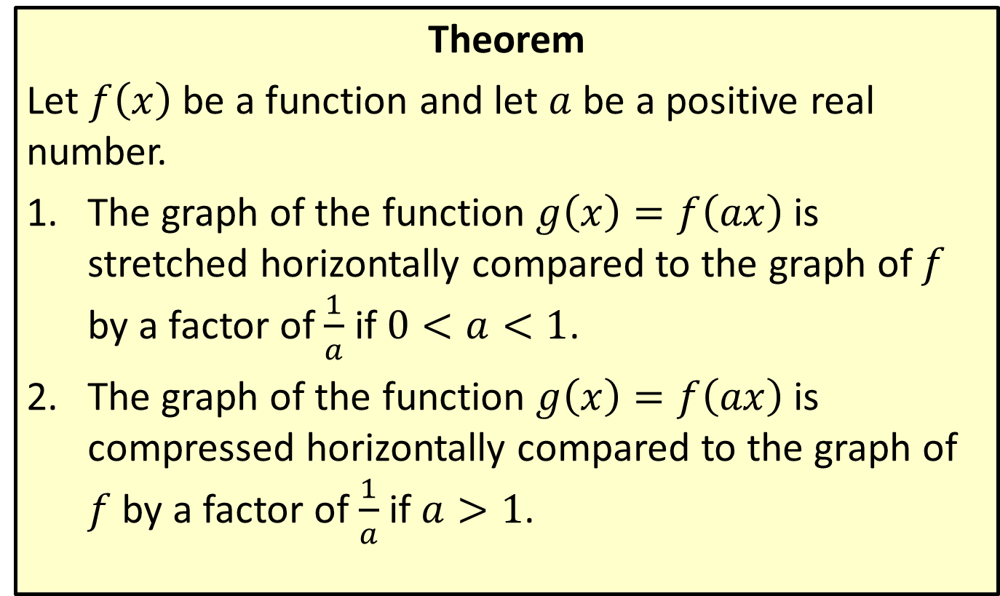 Theorem
Let f(x) be a function and let a be a positive real
number.
1. The graph of the function g(x) = f(ax) is
stretched horizontally compared to the graph of f
by a factor of 1/a if 0 < a < 1.
2. The graph of the function g(x) = f(ax) is
compressed horizontally compared to the graph of
f by a factor of 1/a if a > 1.